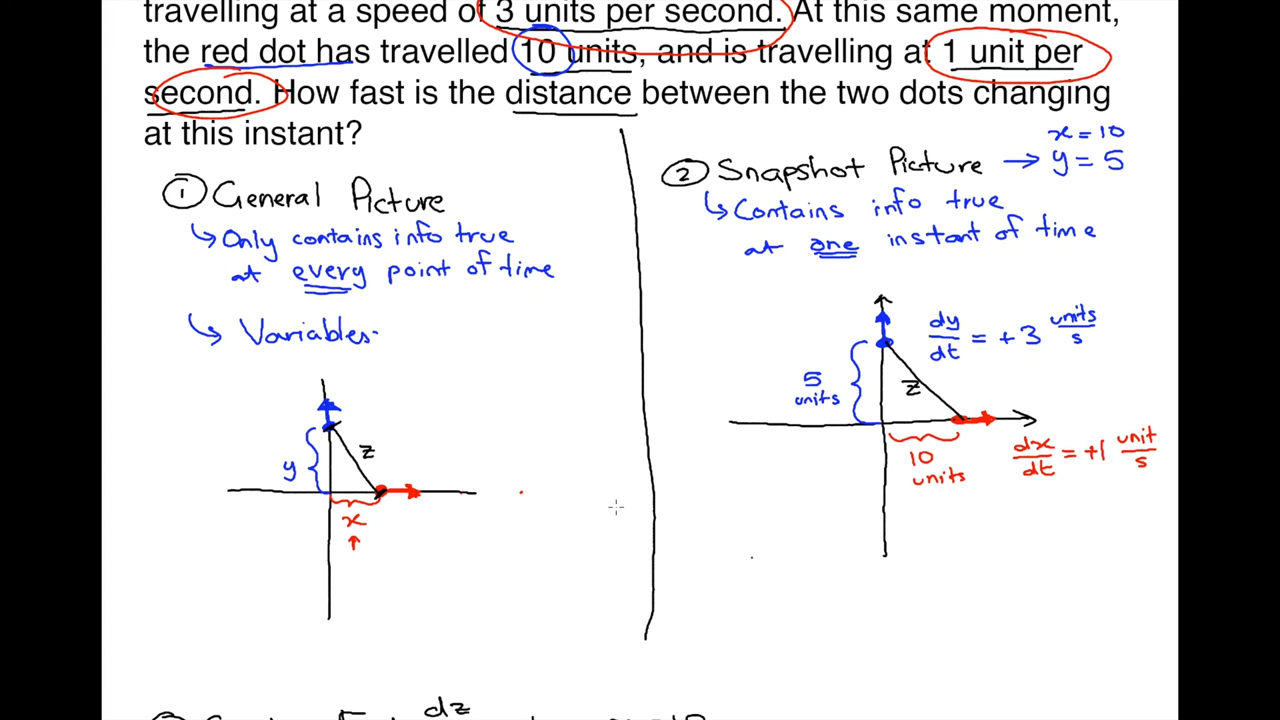 travelling at a speed of 3 units per second. At this same moment,
the red dot has travelled 10 units, and is travelling at 1 unit per
second. How fast is the distance between the two dots changing
at this instant?
① General Picture
↳ Only contains info true
at every point of time
↳ Variables.
y
z
x
② Snapshot Picture → y = 5
x = 10
↳ Contains info true
at one instant of time
dy/dt = +3 units/s
5
units
z
10
units
dx/dt = +1 unit/s
dz